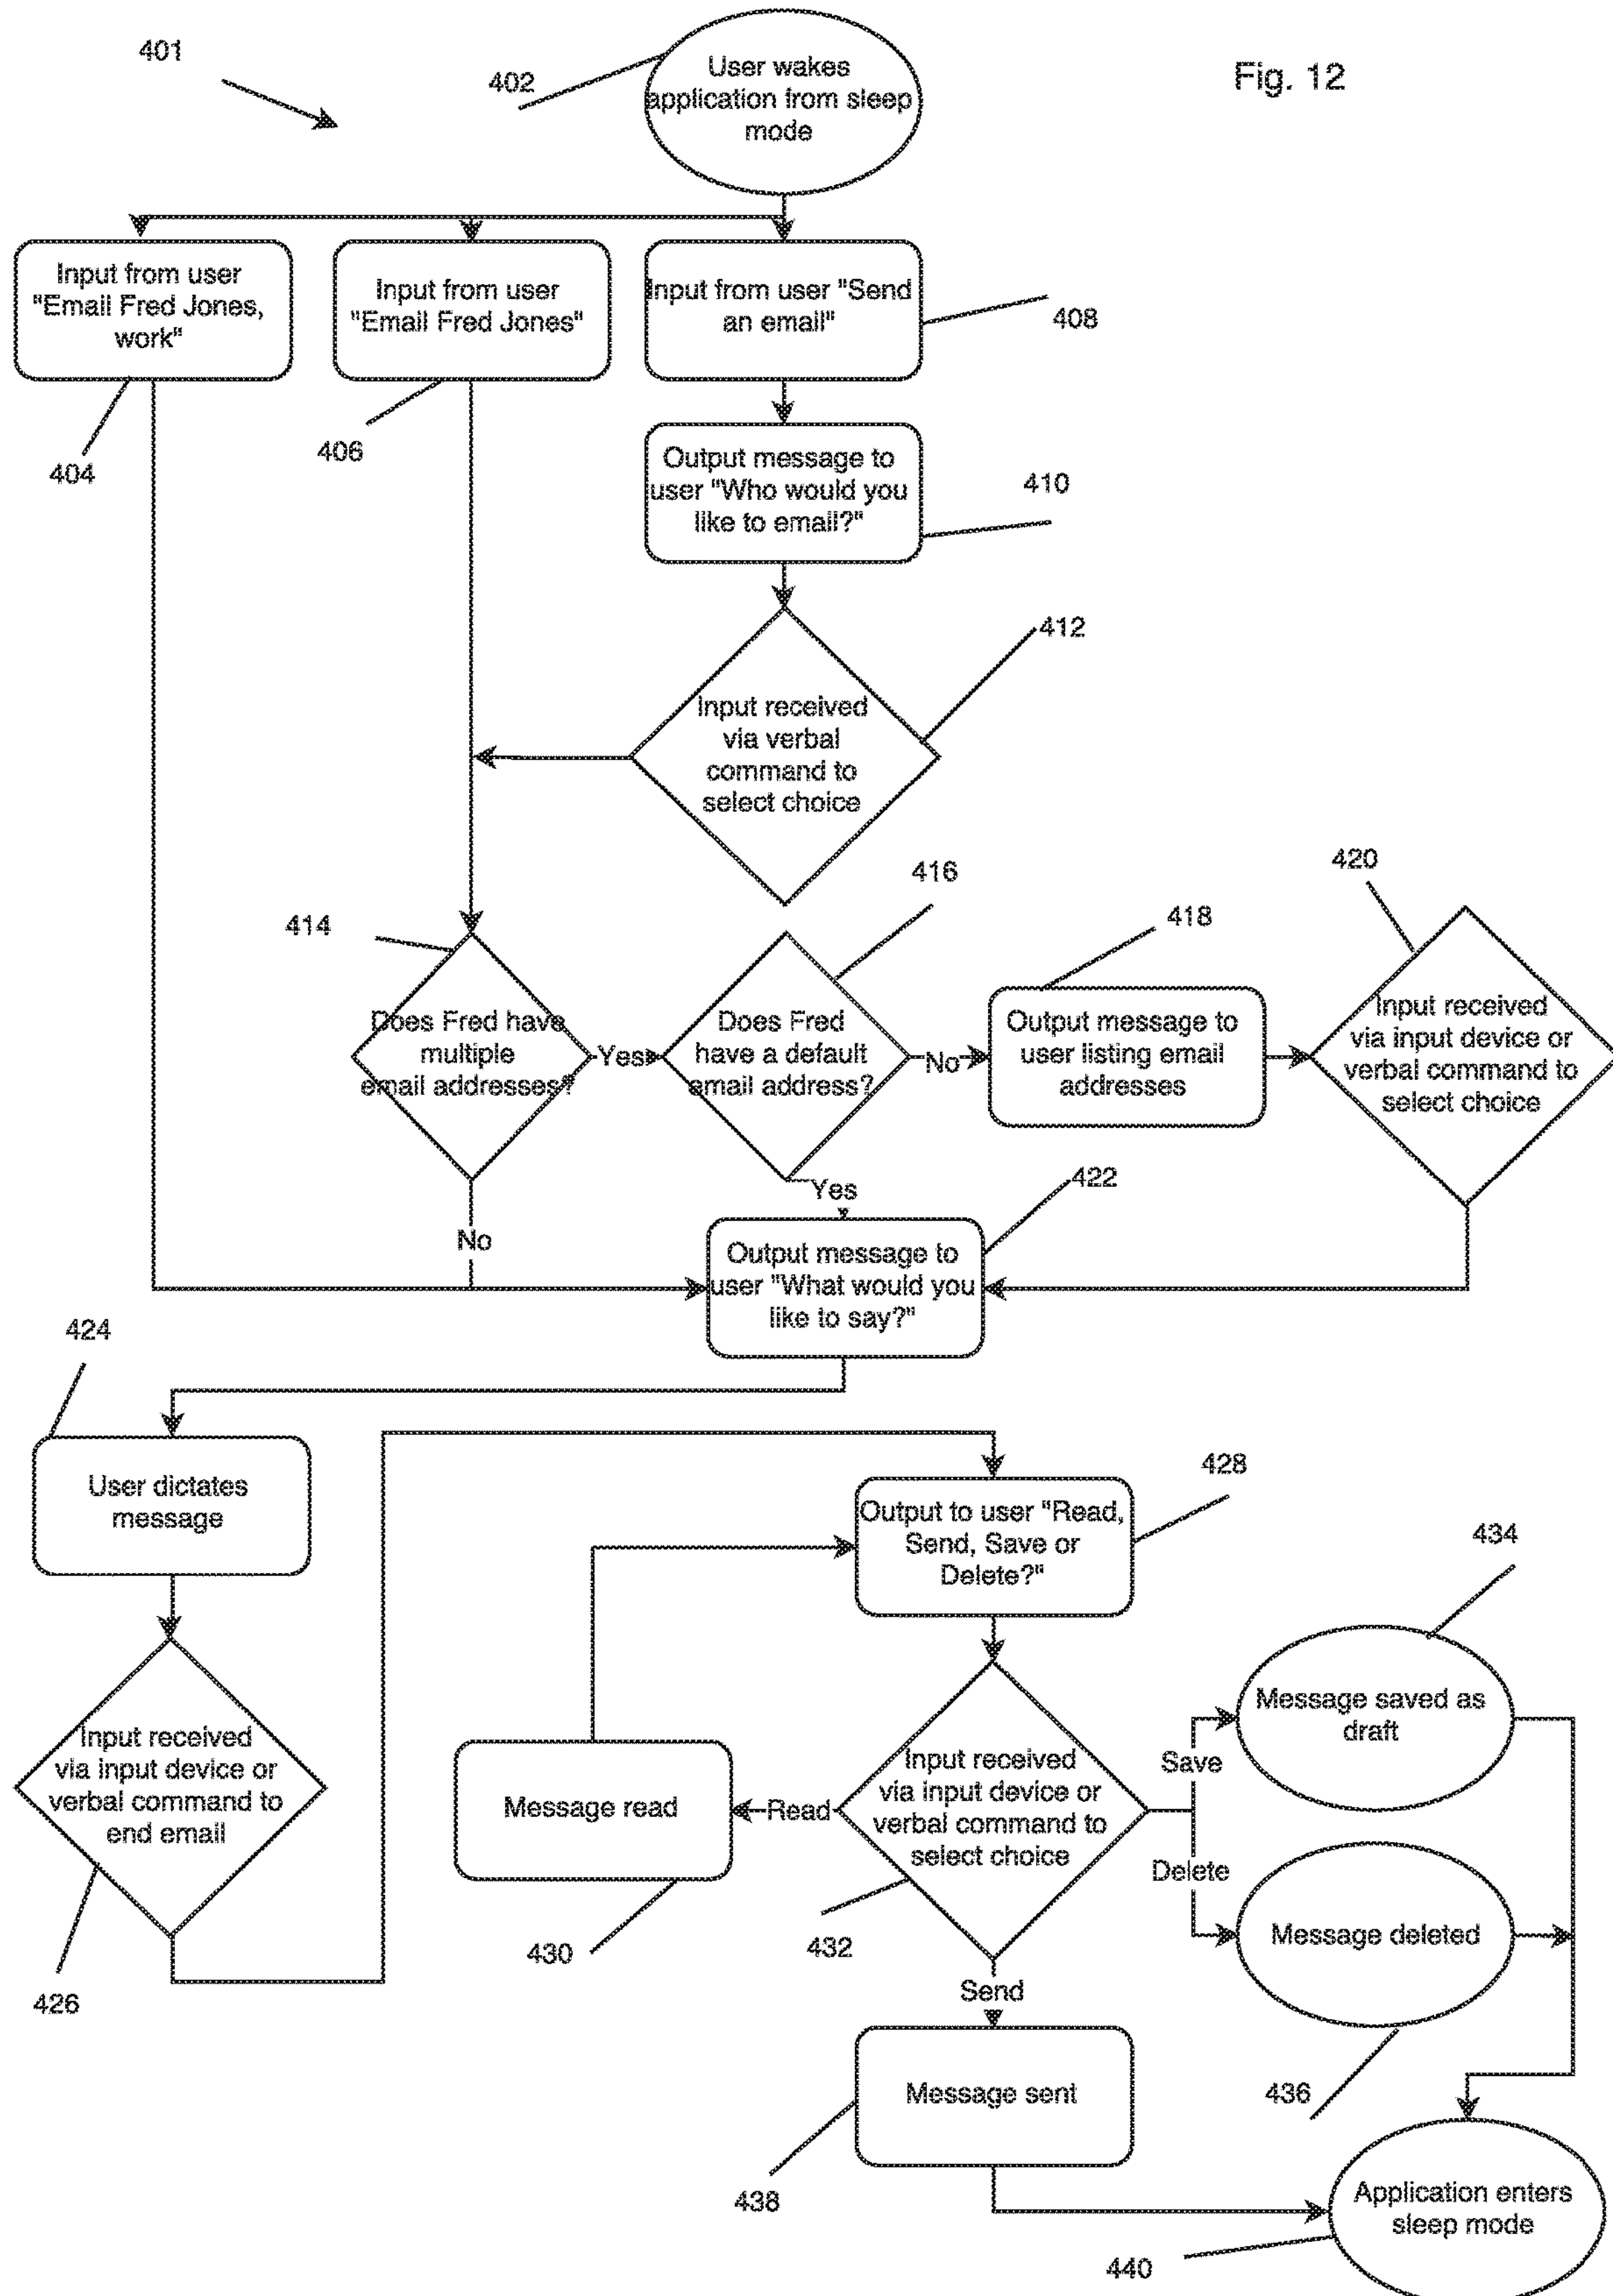 401
402
User wakes
application from sleep
mode
Fig. 12
Input from user
"Email Fred Jones,
work"
Input from user
"Email Fred Jones"
Input from user "Send
an email"
408
404
406
Output message to
user "Who would you
like to email?"
410
412
Input received
via verbal
command to
select choice
414
416
418
420
Does Fred have
multiple
email addresses?
Yes
Does Fred
have a default
email address?
No
Output message to
user listing email
addresses
Input received
via input device or
verbal command to
select choice
No
Yes
422
Output message to
user "What would you
like to say?"
424
User dictates
message
Output to user "Read,
Send, Save or
Delete?"
428
434
Input received
via input device or
verbal command to
end email
426
Message read
430
Read
Input received
via input device or
verbal command to
select choice
432
Save
Delete
Message saved as
draft
Message deleted
436
Send
Message sent
438
Application enters
sleep mode
440